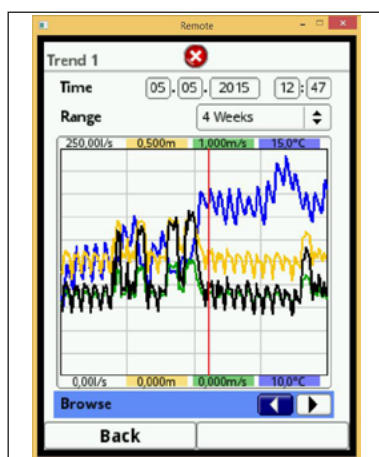 Remote
Trend 1
Time 05. 05. 2015 12: 47
Range 4 Weeks
250,00l/s 0,500m 1,000m/s 15,0°C
0,00l/s 0,000m 0,000m/s 10,0°C
Browse
Back